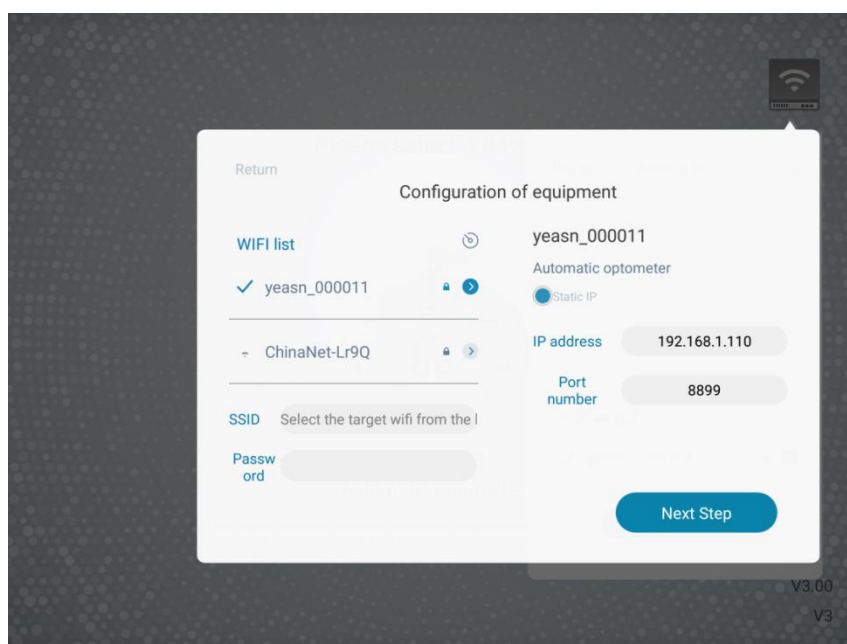 Return
Configuration of equipment
WIFI list
yeasn_000011
ChinaNet-Lr9Q
SSID Select the target wifi from the l
Passw
ord
yeasn_000011
Automatic optometer
Static IP
IP address 192.168.1.110
Port
number
8899
Next Step
V3.00
V3